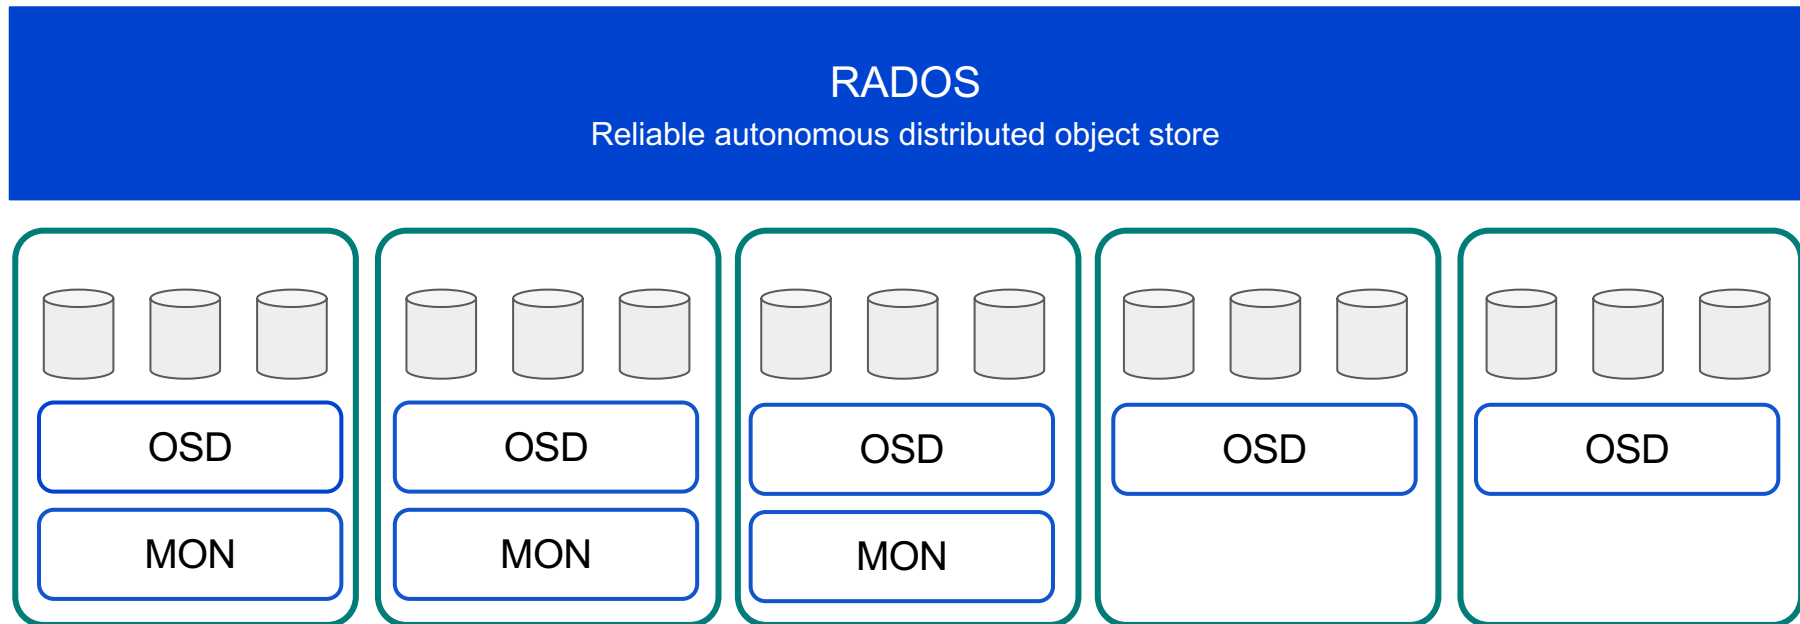 RADOS
Reliable autonomous distributed object store
OSD
OSD
OSD
OSD
OSD
MON
MON
MON